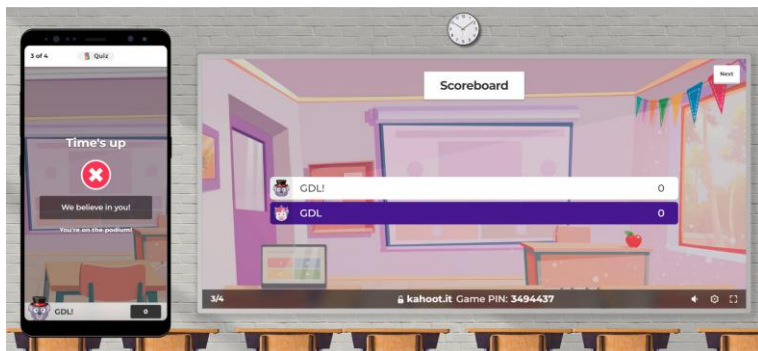 3 of 4
Quiz
Time's up
We believe in you!
You're on the podium!
GDL!
0
Scoreboard
Next
GDL! 0
GDL 0
3/4
kahoot.it Game PIN: 3494437